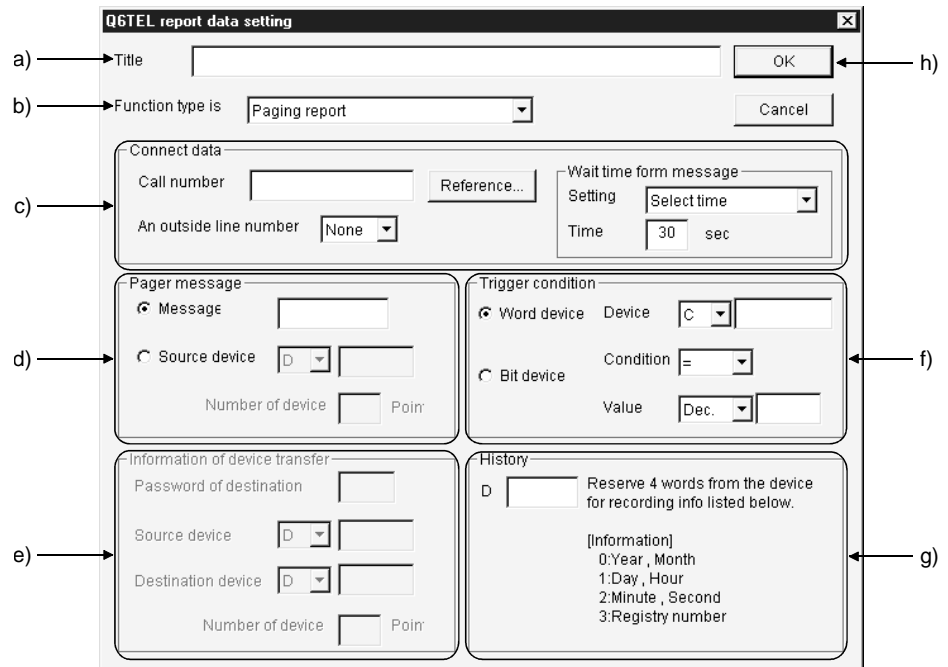 Q6TEL report data setting
a) Title OK h)
b) Function type is Paging report Cancel
Connect data
c)
Call number Reference...
An outside line number None
Wait time form message
Setting Select time
Time 30 sec
Pager message
d)
Message
Source device D
Number of device Poin
Trigger condition
f)
Word device Device C
Bit device Condition =
Value Dec.
Information of device transfer
e)
Password of destination
Source device D
Destination device D
Number of device Poin
History
g)
D Reserve 4 words from the device
for recording info listed below.
[Information]
0:Year , Month
1:Day , Hour
2:Minute , Second
3:Registry number